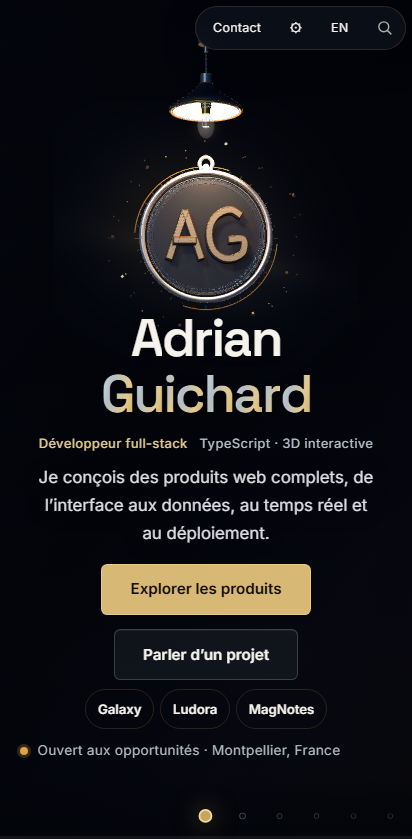 Contact EN
AG
Adrian
Guichard
Développeur full-stack TypeScript · 3D interactive
Je conçois des produits web complets, de
l’interface aux données, au temps réel et
au déploiement.
Explorer les produits
Parler d’un projet
Galaxy Ludora MagNotes
Ouvert aux opportunités · Montpellier, France